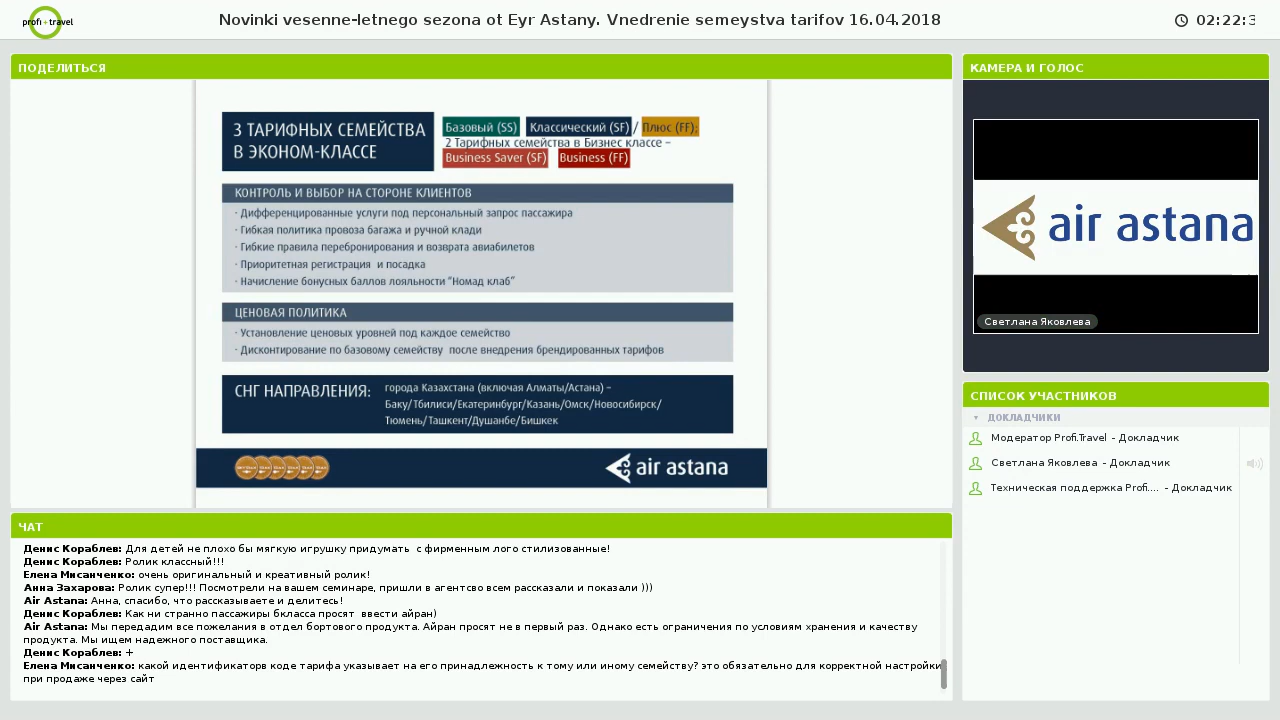 profi + travel
Novinki vesenne-letnego sezona ot Eyr Astany. Vnedrenie semeystva tarifov 16.04.2018
02:22:3
ПОДЕЛИТЬСЯ
3 ТАРИФНЫХ СЕМЕЙСТВА
В ЭКОНОМ-КЛАССЕ
Базовый (SS) Классический (SF) / Плюс (FF);
2 Тарифных семейства в Бизнес классе –
Business Saver (SF) Business (FF)
КОНТРОЛЬ И ВЫБОР НА СТОРОНЕ КЛИЕНТОВ
· Дифференцированные услуги под персональный запрос пассажира
· Гибкая политика провоза багажа и ручной клади
· Гибкие правила перебронирования и возврата авиабилетов
· Приоритетная регистрация и посадка
· Начисление бонусных баллов лояльности "Номад клаб"
ЦЕНОВАЯ ПОЛИТИКА
· Установление ценовых уровней под каждое семейство
· Дисконтирование по базовому семейству после внедрения брендированных тарифов
СНГ НАПРАВЛЕНИЯ:
города Казахстана (включая Алматы/Астана) –
Баку/Тбилиси/Екатеринбург/Казань/Омск/Новосибирск/
Тюмень/Ташкент/Душанбе/Бишкек
air astana
ЧАТ
Денис Кораблев: Для детей не плохо бы мягкую игрушку придумать с фирменным лого стилизованные!
Денис Кораблев: Ролик классный!!!
Елена Мисанченко: очень оригинальный и креативный ролик!
Анна Захарова: Ролик супер!!! Посмотрели на вашем семинаре, пришли в агентсво всем рассказали и показали )))
Air Astana: Анна, спасибо, что рассказываете и делитесь!
Денис Кораблев: Как ни странно пассажиры бкласса просят ввести айран)
Air Astana: Мы передадим все пожелания в отдел бортового продукта. Айран просят не в первый раз. Однако есть ограничения по условиям хранения и качеству
продукта. Мы ищем надежного поставщика.
Денис Кораблев: +
Елена Мисанченко: какой идентификаторв коде тарифа указывает на его принадлежность к тому или иному семейству? это обязательно для корректной настройки
при продаже через сайт
КАМЕРА И ГОЛОС
air astana
Светлана Яковлева
СПИСОК УЧАСТНИКОВ
ДОКЛАДЧИКИ
Модератор Profi.Travel - Докладчик
Светлана Яковлева - Докладчик
Техническая поддержка Profi.... - Докладчик